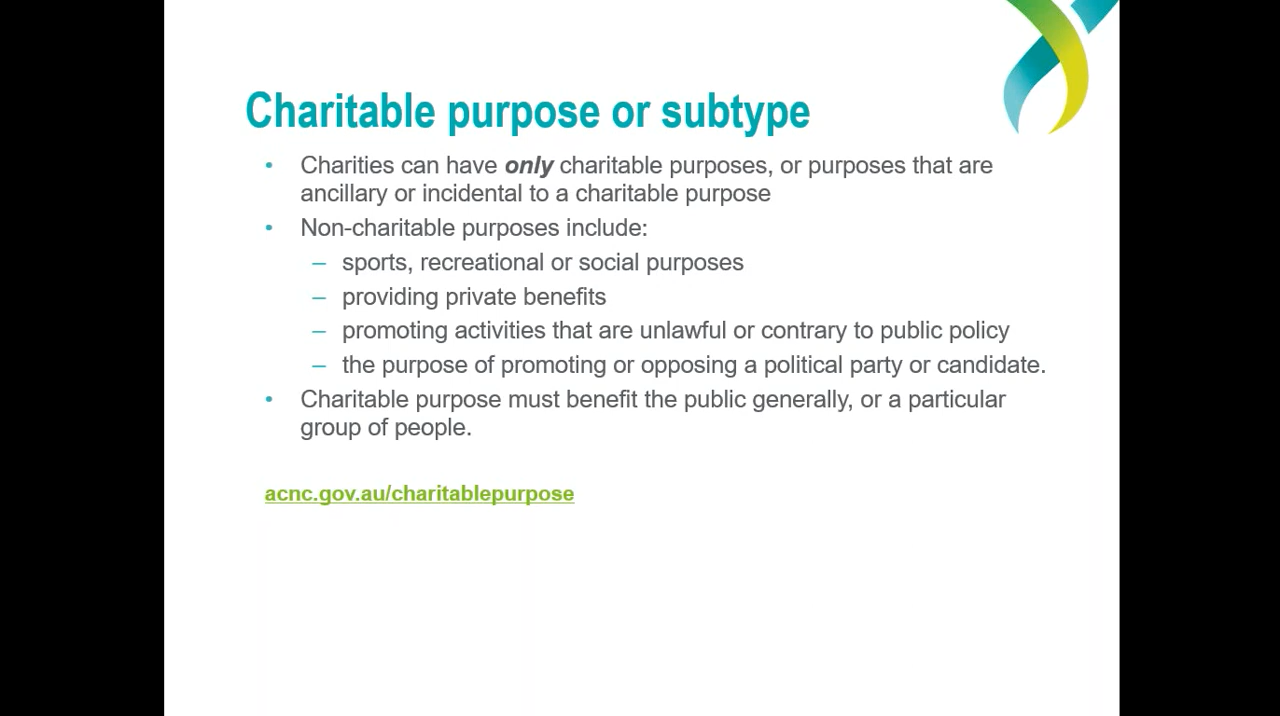 Charitable purpose or subtype
• Charities can have only charitable purposes, or purposes that are
ancillary or incidental to a charitable purpose
• Non-charitable purposes include:
– sports, recreational or social purposes
– providing private benefits
– promoting activities that are unlawful or contrary to public policy
– the purpose of promoting or opposing a political party or candidate.
• Charitable purpose must benefit the public generally, or a particular
group of people.
acnc.gov.au/charitablepurpose